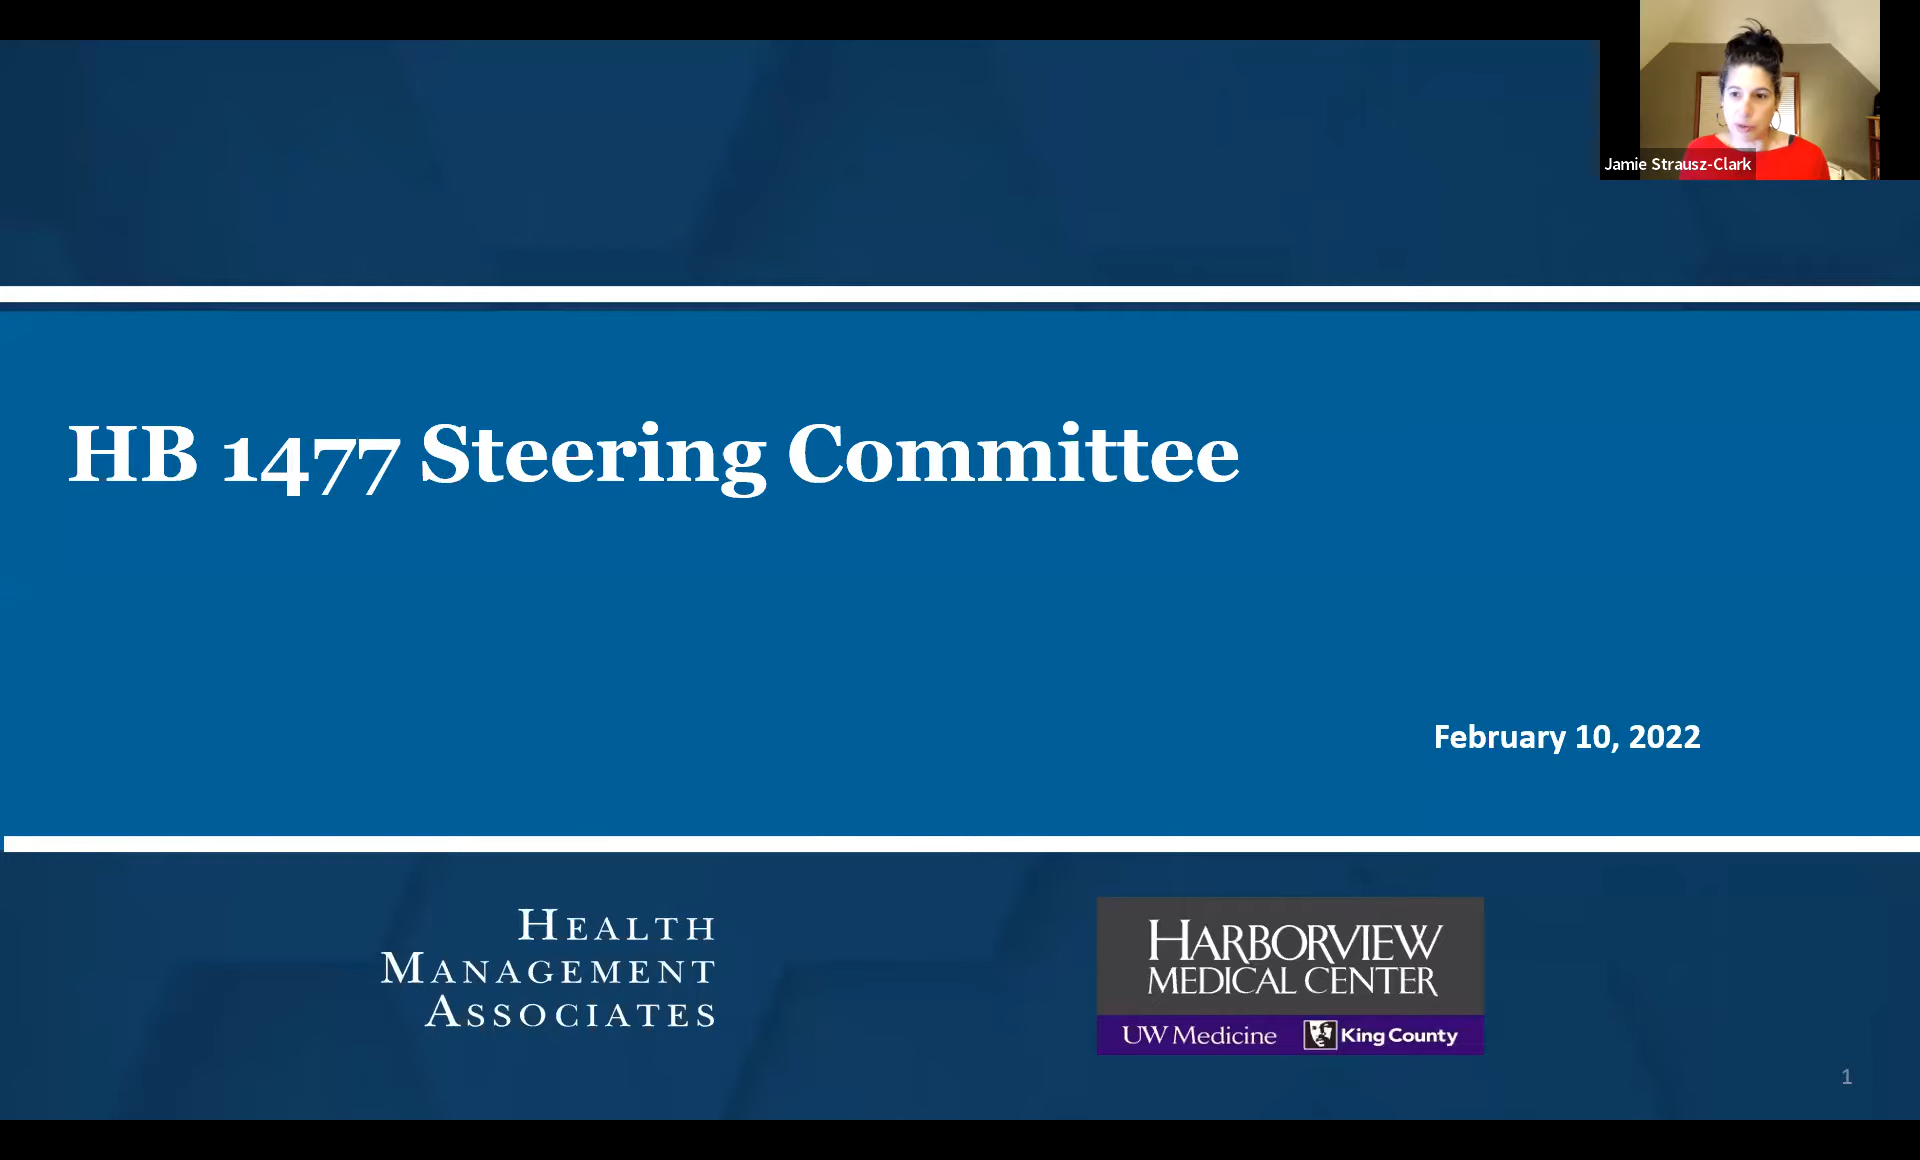 Jamie Strausz-Clark
HB 1477 Steering Committee
February 10, 2022
HEALTH
MANAGEMENT
ASSOCIATES
HARBORVIEW
MEDICAL CENTER
UW Medicine
King County
1